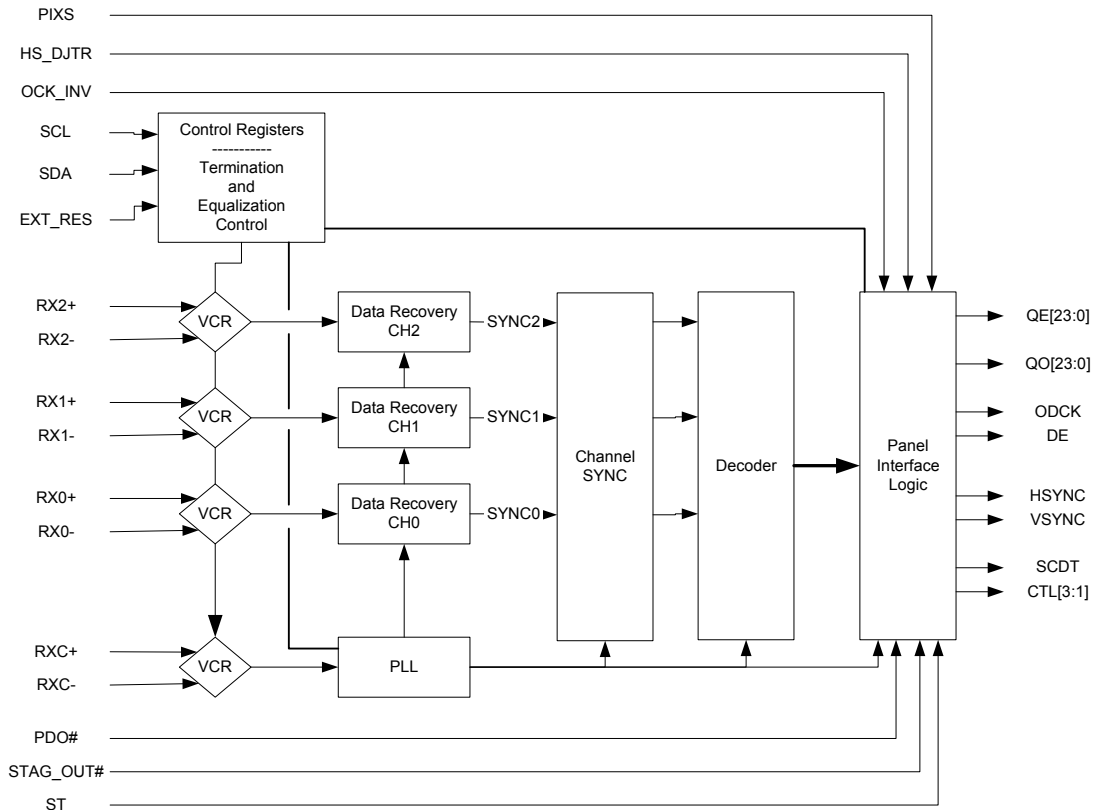 PIXS
HS_DJTR
OCK_INV
SCL
SDA
EXT_RES
Control Registers
-----------
Termination
and
Equalization
Control
RX2+
RX2-
VCR
Data Recovery
CH2
SYNC2
RX1+
RX1-
VCR
Data Recovery
CH1
SYNC1
RX0+
RX0-
VCR
Data Recovery
CH0
SYNC0
RXC+
RXC-
VCR
PLL
Channel
SYNC
Decoder
Panel
Interface
Logic
QE[23:0]
QO[23:0]
ODCK
DE
HSYNC
VSYNC
SCDT
CTL[3:1]
PDO#
STAG_OUT#
ST